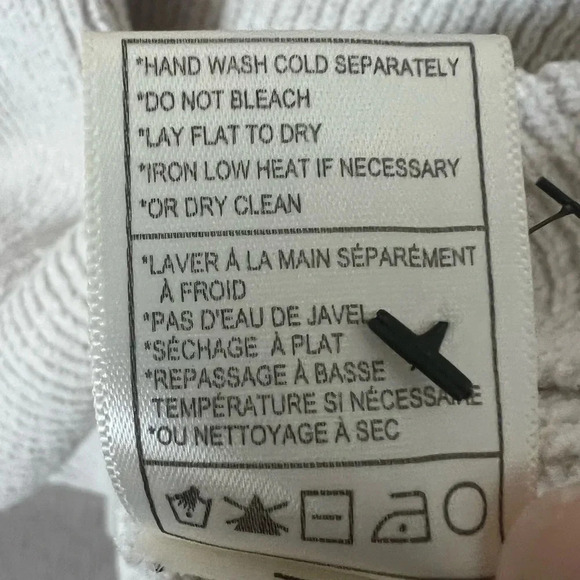 *HAND WASH COLD SEPARATELY
*DO NOT BLEACH
*LAY FLAT TO DRY
*IRON LOW HEAT IF NECESSARY
*OR DRY CLEAN
*LAVER À LA MAIN SÉPARÉMENT
À FROID
*PAS D'EAU DE JAVEL
*SÉCHAGE À PLAT
*REPASSAGE À BASSE
TEMPÉRATURE SI NÉCESSAIRE
*OU NETTOYAGE À SEC